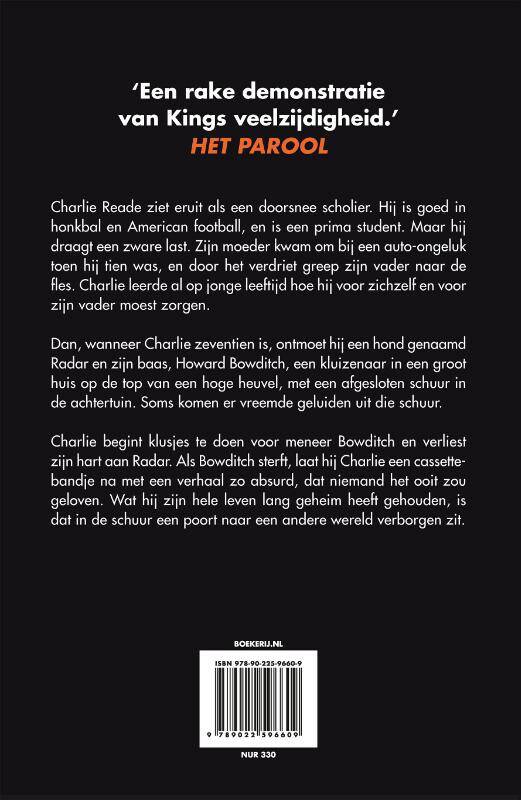 ‘Een rake demonstratie
van Kings veelzijdigheid.’
HET PAROOL
Charlie Reade ziet eruit als een doorsnee scholier. Hij is goed in
honkbal en American football, en is een prima student. Maar hij
draagt een zware last. Zijn moeder kwam om bij een auto-ongeluk
toen hij tien was, en door het verdriet greep zijn vader naar de
fles. Charlie leerde al op jonge leeftijd hoe hij voor zichzelf en voor
zijn vader moest zorgen.
Dan, wanneer Charlie zeventien is, ontmoet hij een hond genaamd
Radar en zijn baas, Howard Bowditch, een kluizenaar in een groot
huis op de top van een hoge heuvel, met een afgesloten schuur in
de achtertuin. Soms komen er vreemde geluiden uit die schuur.
Charlie begint klusjes te doen voor meneer Bowditch en verliest
zijn hart aan Radar. Als Bowditch sterft, laat hij Charlie een cassette-
bandje na met een verhaal zo absurd, dat niemand het ooit zou
geloven. Wat hij zijn hele leven lang geheim heeft gehouden, is
dat in de schuur een poort naar een andere wereld verborgen zit.
BOEKERIJ.NL
ISBN 978-90-225-9660-9
9 789022 596609
NUR 330